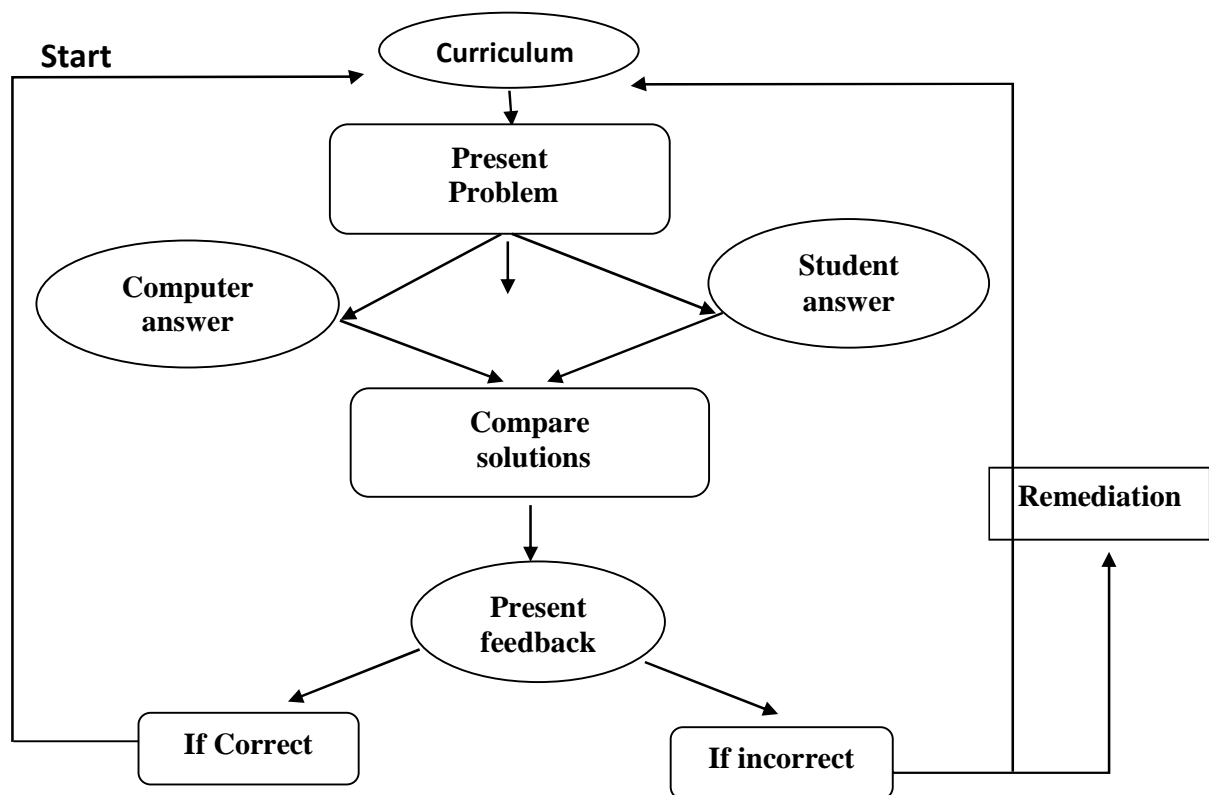 Start
Curriculum
Present
Problem
Computer
answer
Student
answer
Compare
solutions
Remediation
Present
feedback
If Correct
If incorrect